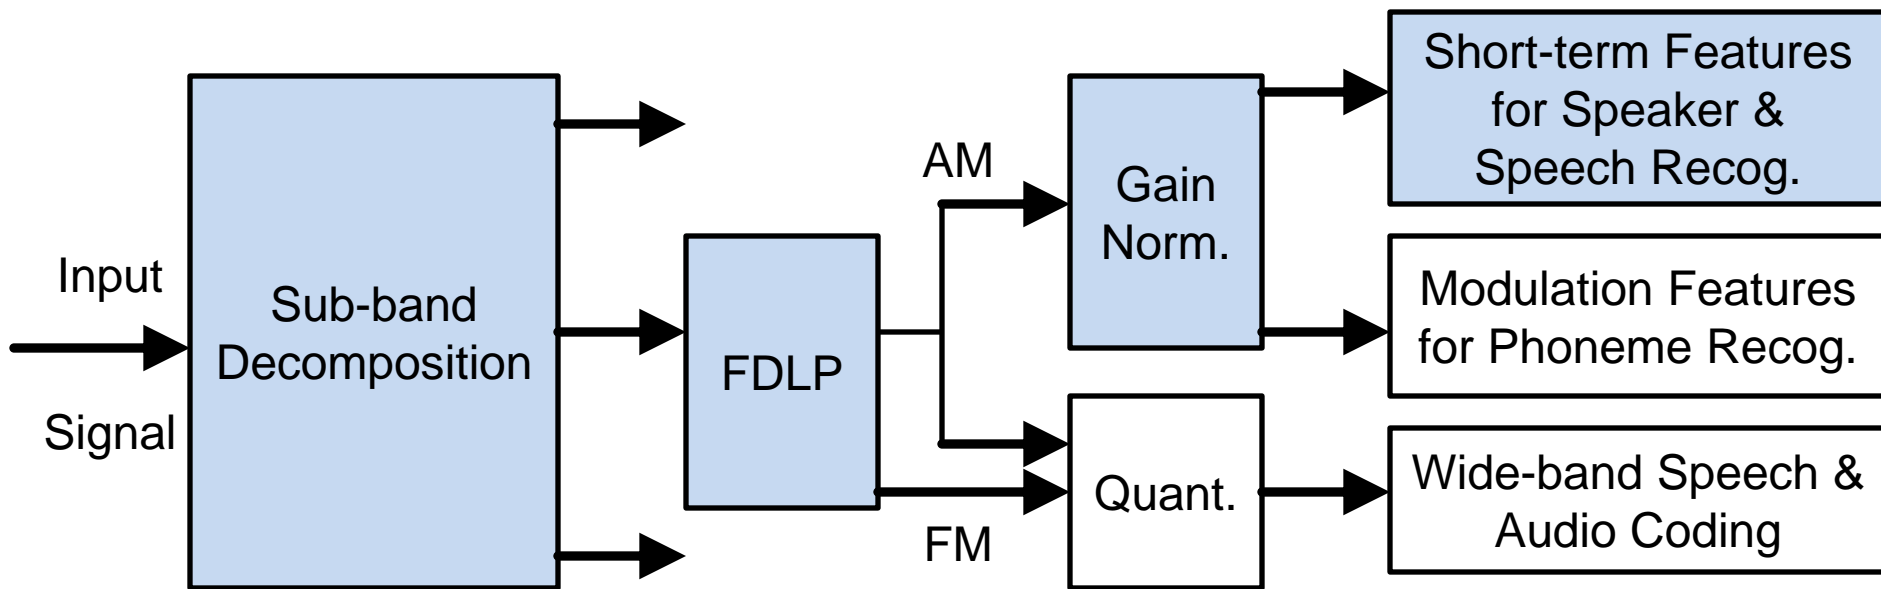 Input
Signal
Sub-band
Decomposition
FDLP
AM
FM
Gain
Norm.
Quant.
Short-term Features
for Speaker &
Speech Recog.
Modulation Features
for Phoneme Recog.
Wide-band Speech &
Audio Coding